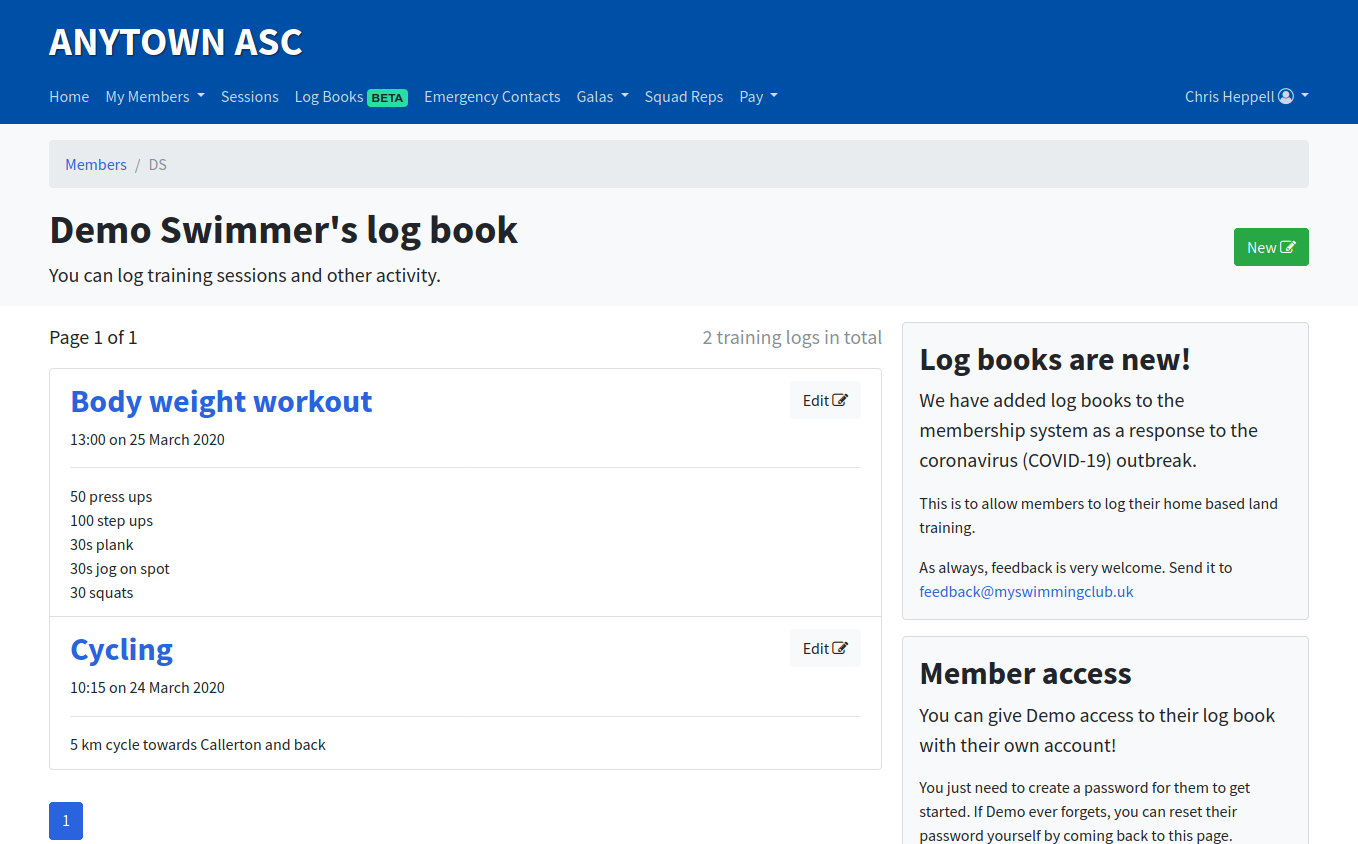 ANYTOWN ASC
Home My Members Sessions Log Books BETA Emergency Contacts Galas Squad Reps Pay Chris Heppell
Members / DS
Demo Swimmer's log book
You can log training sessions and other activity.
New
Page 1 of 1
2 training logs in total
Body weight workout
Edit
13:00 on 25 March 2020
50 press ups
100 step ups
30s plank
30s jog on spot
30 squats
Cycling
Edit
10:15 on 24 March 2020
5 km cycle towards Callerton and back
1
Log books are new!
We have added log books to the
membership system as a response to the
coronavirus (COVID-19) outbreak.
This is to allow members to log their home based land
training.
As always, feedback is very welcome. Send it to
feedback@myswimmingclub.uk
Member access
You can give Demo access to their log book
with their own account!
You just need to create a password for them to get
started. If Demo ever forgets, you can reset their
password yourself by coming back to this page.